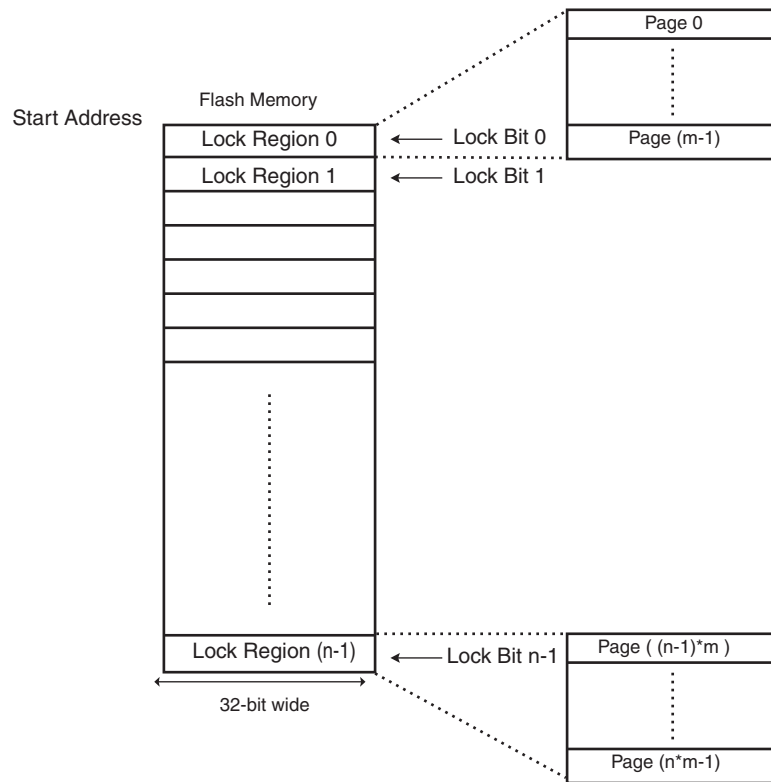 Page 0
Flash Memory
Start Address
Lock Region 0
Lock Bit 0
Page (m-1)
Lock Region 1
Lock Bit 1
Lock Region (n-1)
Lock Bit n-1
Page ( (n-1)*m )
32-bit wide
Page (n*m-1)